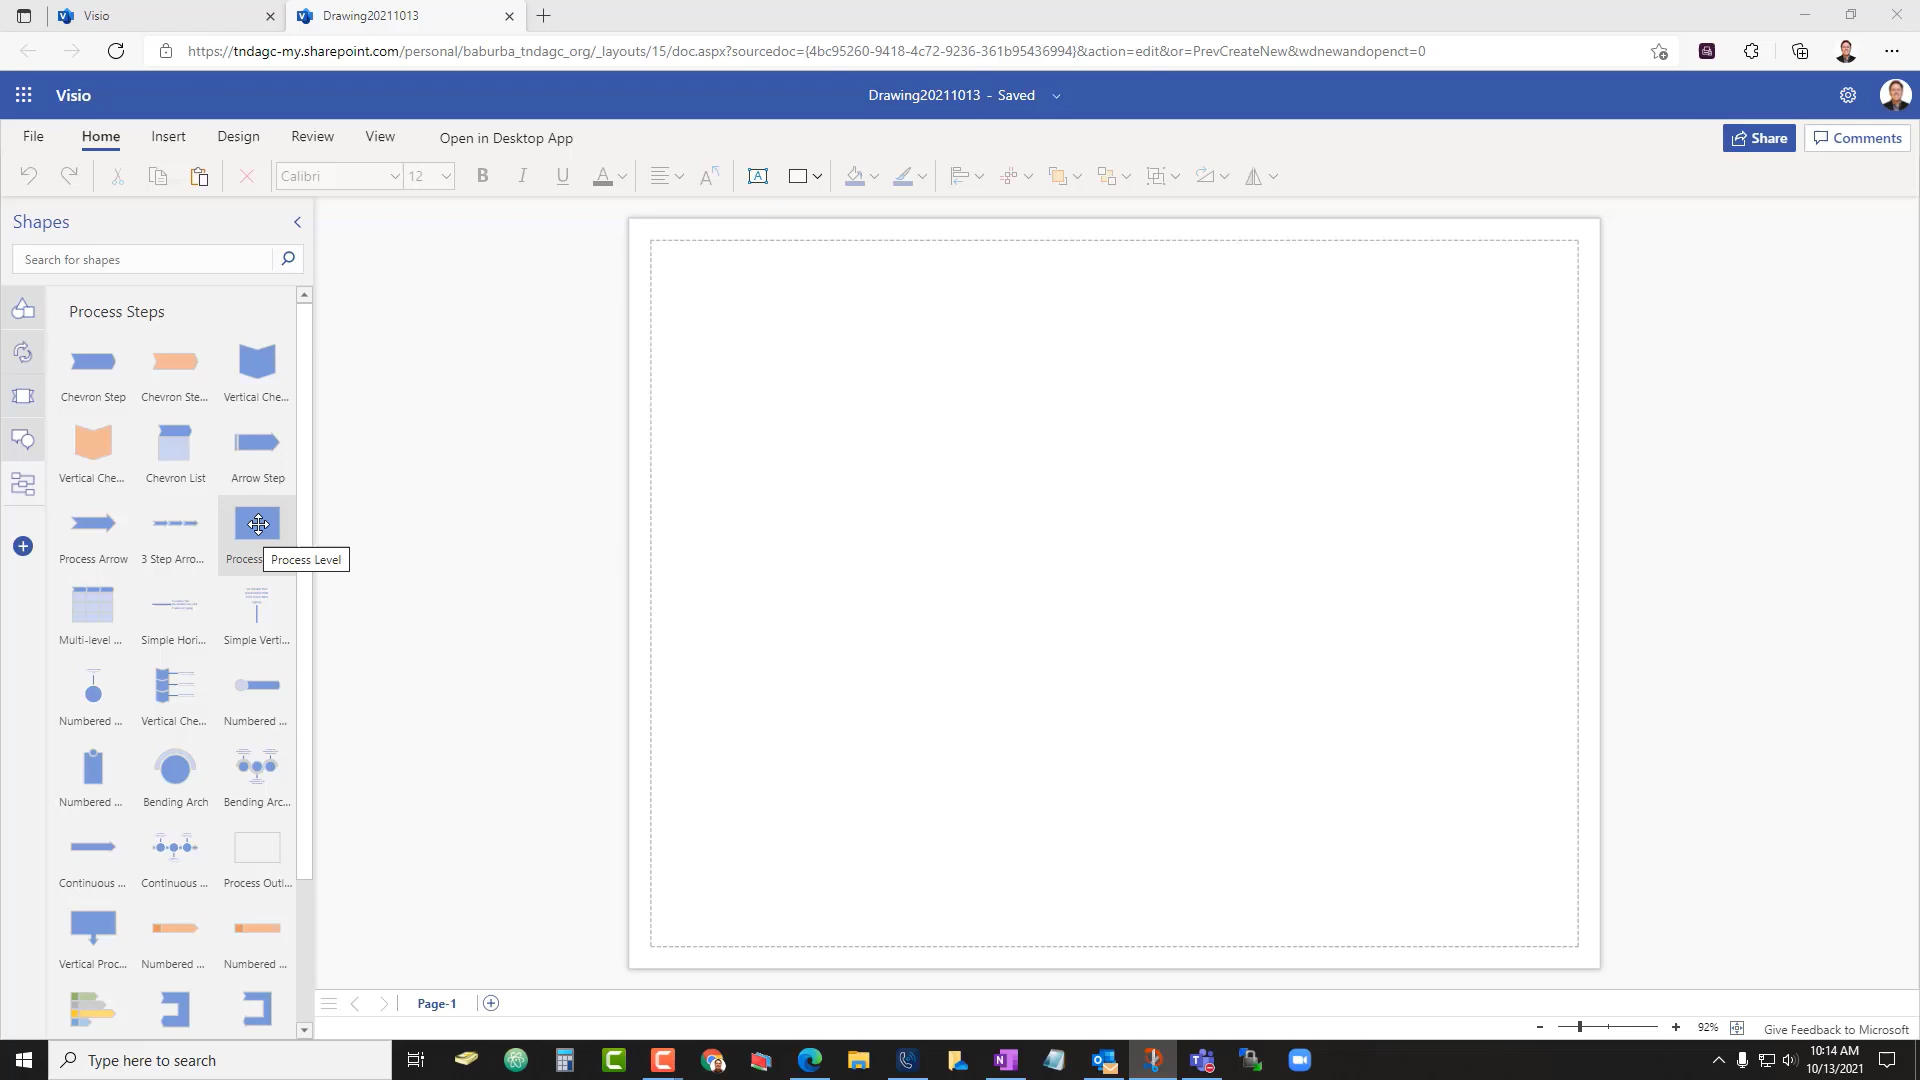 Visio
Drawing20211013
https://tndagc-my.sharepoint.com/personal/baburba_tndagc_org/_layouts/15/doc.aspx?sourcedoc={4bc95260-9418-4c72-9236-361b95436994}&action=edit&or=PrevCreateNew&wdnewandopenct=0
Visio
Drawing20211013 - Saved
File Home Insert Design Review View Open in Desktop App
Share Comments
Calibri 12
Shapes
Search for shapes
Process Steps
Chevron Step Chevron Ste... Vertical Che...
Vertical Che... Chevron List Arrow Step
Process Arrow 3 Step Arro... Process
Process Level
Multi-level ... Simple Hori... Simple Verti...
Numbered ... Vertical Che... Numbered ...
Numbered ... Bending Arch Bending Arc...
Continuous ... Continuous ... Process Outl...
Vertical Proc... Numbered ... Numbered ...
Page-1
92% Give Feedback to Microsoft
Type here to search
10:14 AM
10/13/2021